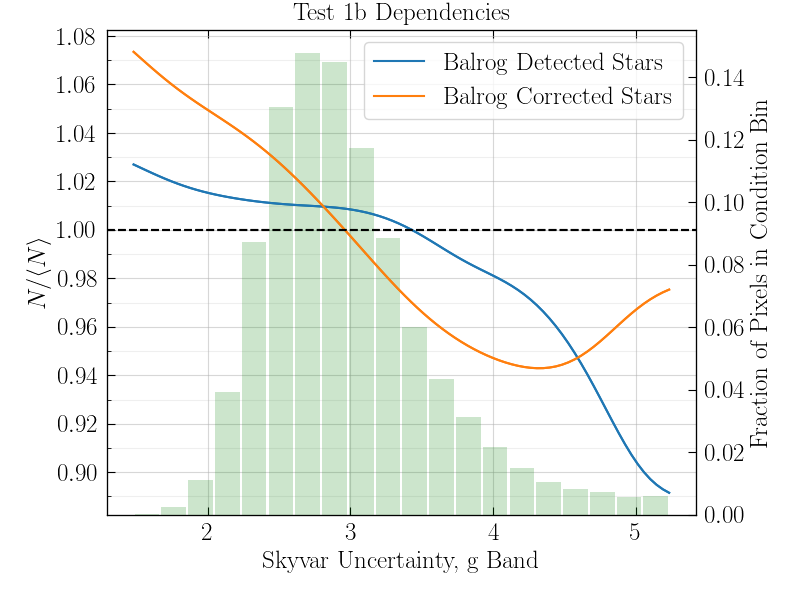 Test 1b Dependencies
Balrog Detected Stars
Balrog Corrected Stars
N/⟨N⟩
1.08
1.06
1.04
1.02
1.00
0.98
0.96
0.94
0.92
0.90
0.14
0.12
0.10
0.08
0.06
0.04
0.02
0.00
Fraction of Pixels in Condition Bin
2 3 4 5
Skyvar Uncertainty, g Band